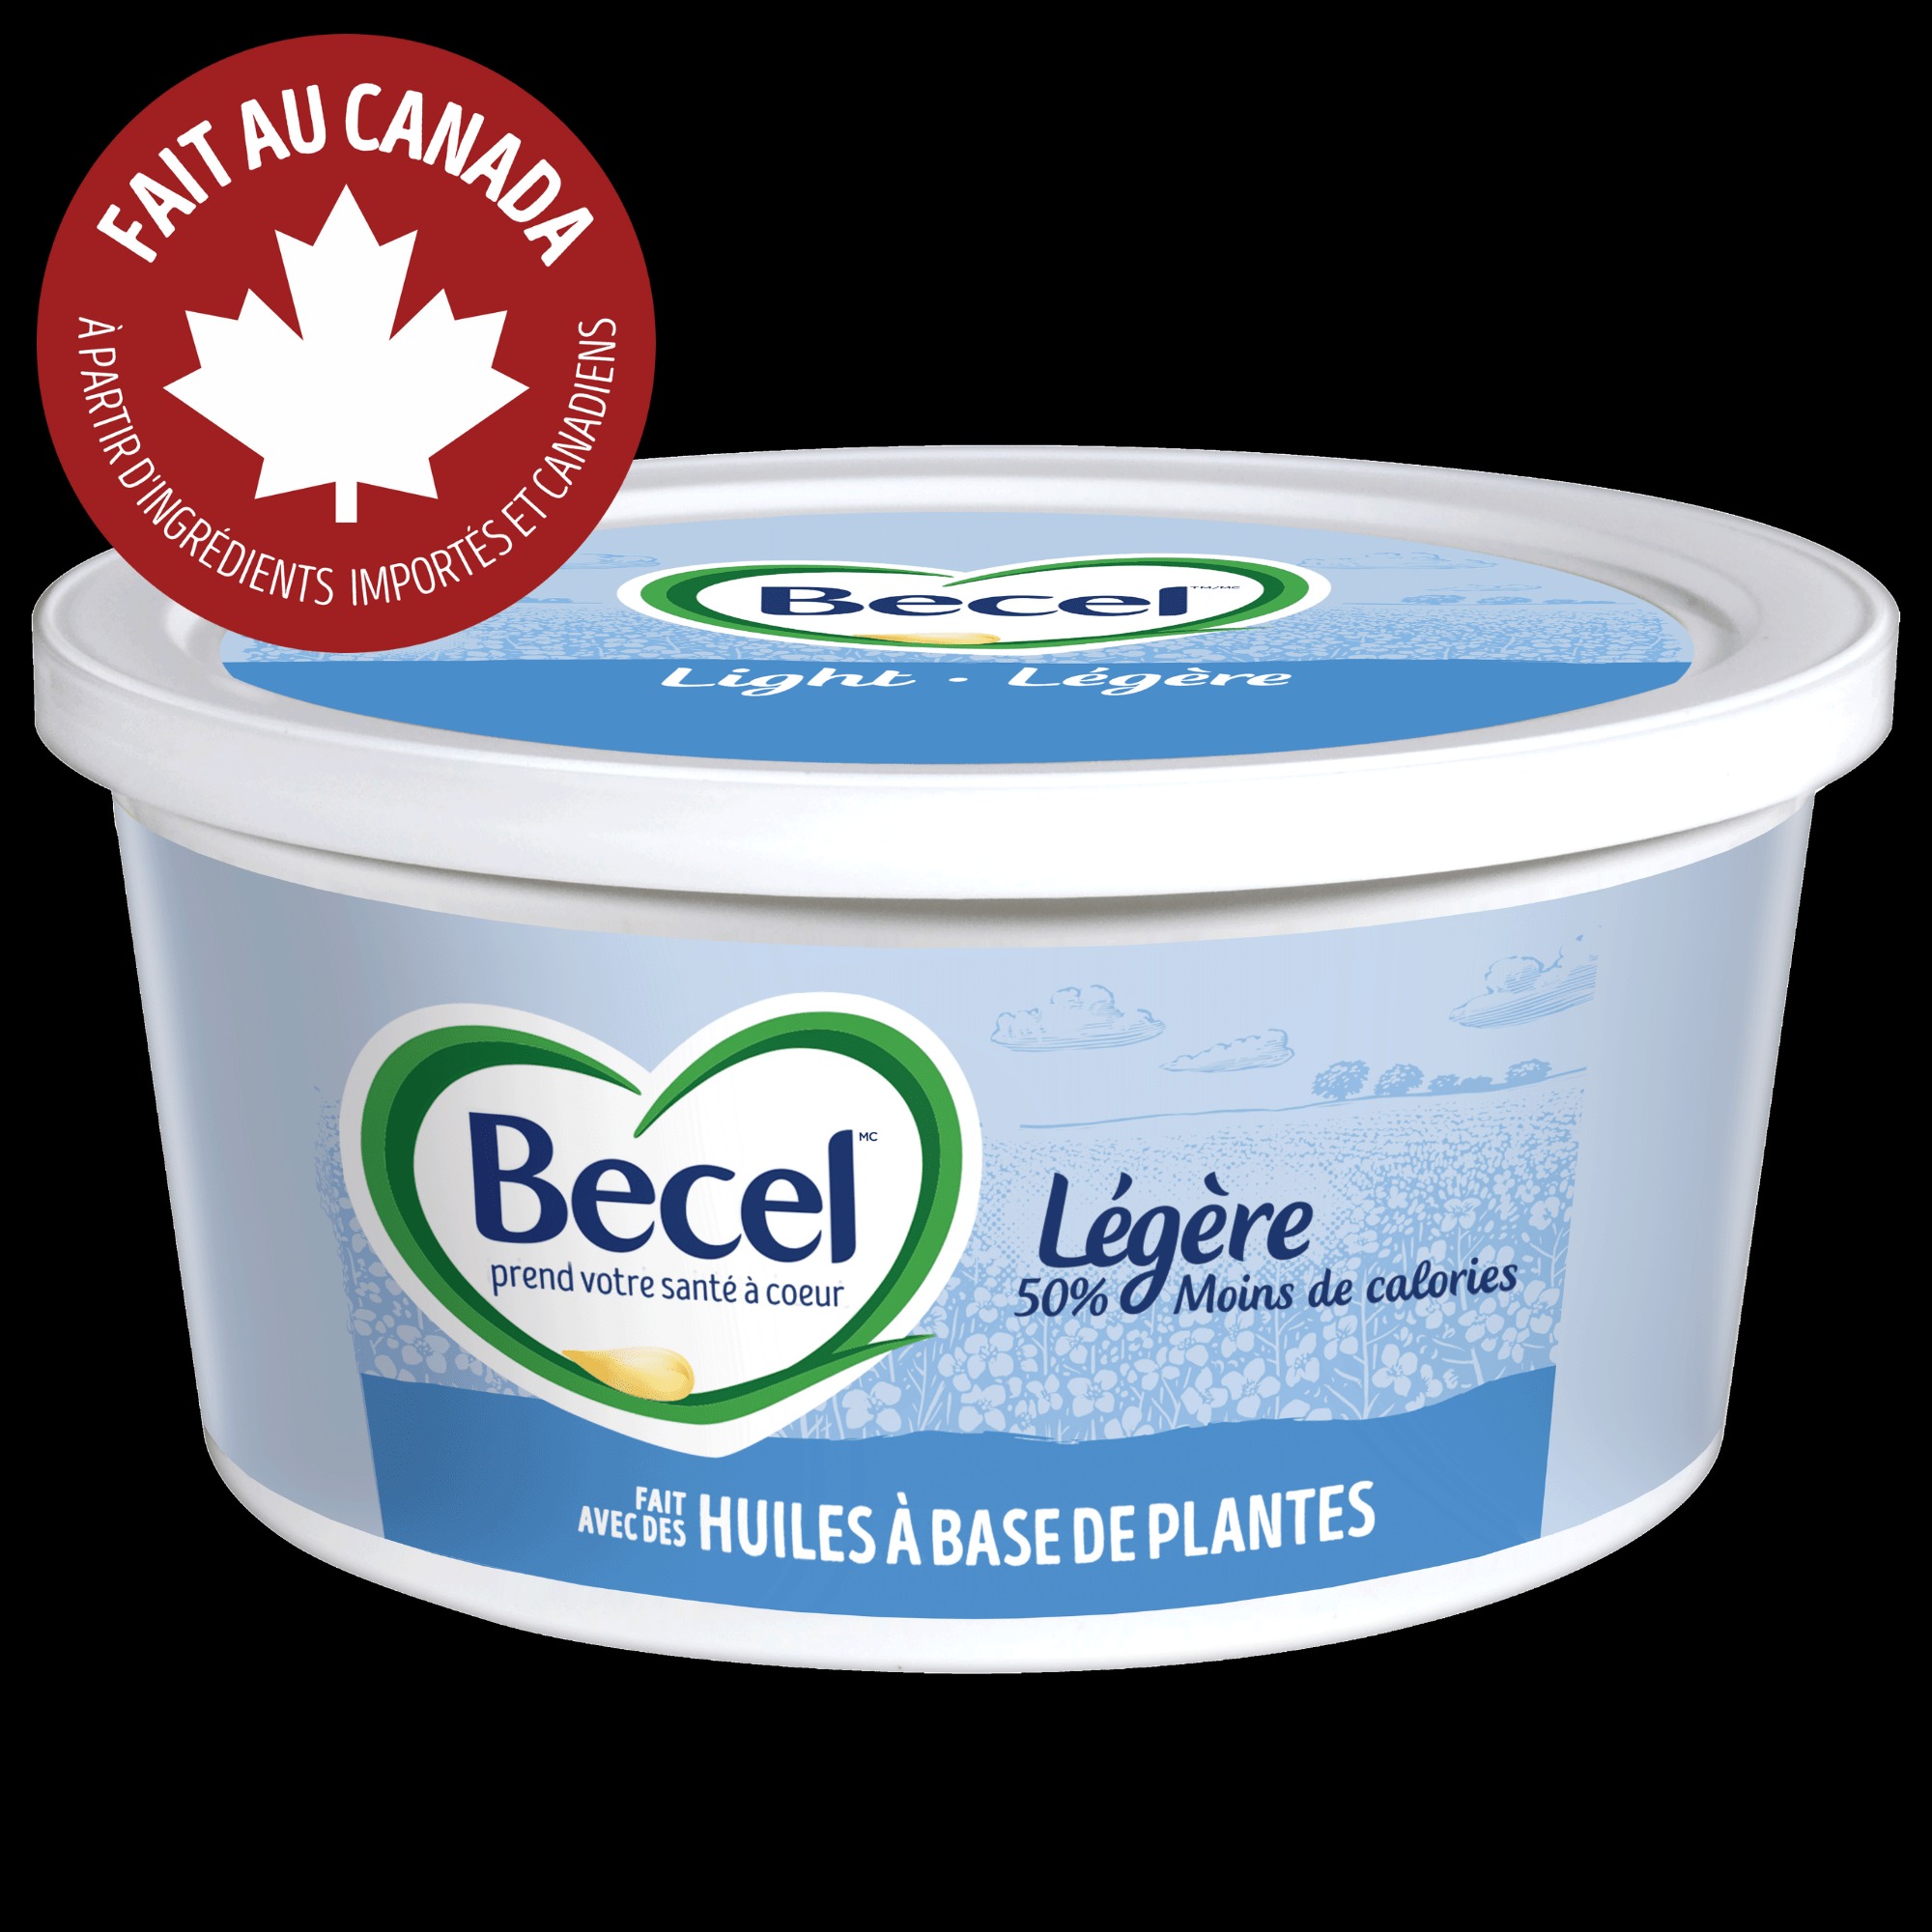 FAIT AU CANADA
À PARTIR D'INGRÉDIENTS IMPORTÉS ET CANADIENS
Becel TM/MC
Light • Légère
Becel MC
prend votre santé à coeur
Légère
50% Moins de calories
FAIT
AVEC DES HUILES À BASE DE PLANTES